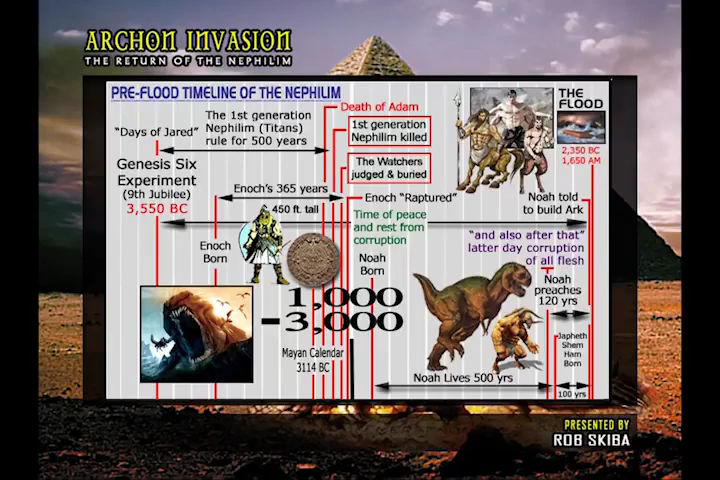 ARCHON INVASION
THE RETURN OF THE NEPHILIM
PRE-FLOOD TIMELINE OF THE NEPHILIM
"Days of Jared"
The 1st generation
Nephilim (Titans)
rule for 500 years
Death of Adam
1st generation
Nephilim killed
The Watchers
judged & buried
THE
FLOOD
2,350 BC
1,650 AM
Genesis Six
Experiment
(9th Jubilee)
3,550 BC
Enoch's 365 years
Enoch "Raptured"
Noah told
to build Ark
450 ft. tall
Time of peace
and rest from
corruption
Enoch
Born
"and also after that"
latter day corruption
of all flesh
Noah
Born
Noah
preaches
120 yrs
1,000
-3,000
Mayan Calendar
3114 BC
Japheth
Shem
Ham
Born
Noah Lives 500 yrs
100 yrs
PRESENTED BY
ROB SKIBA